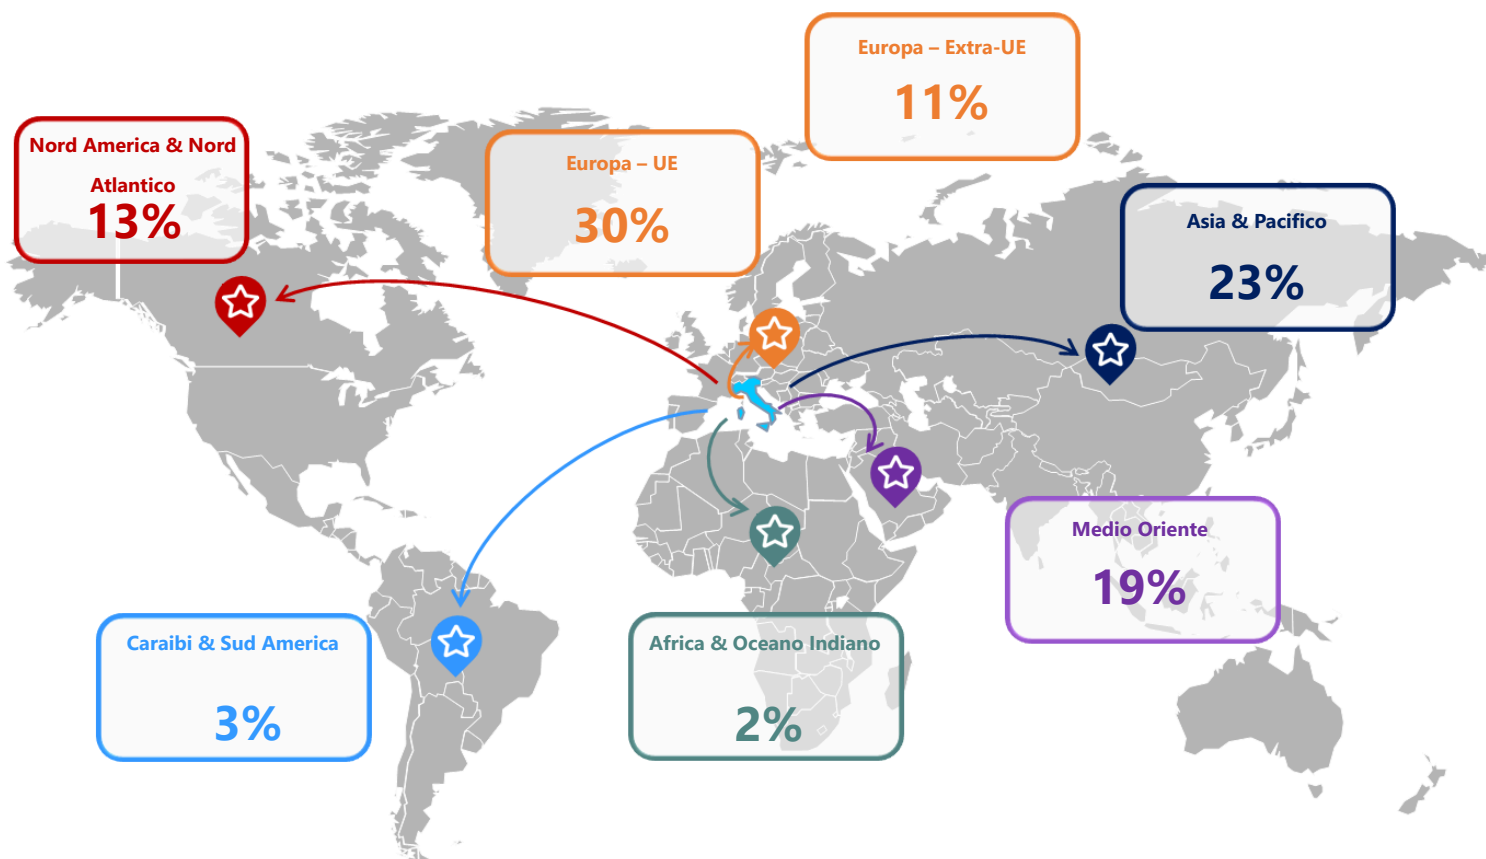 Europa – Extra-UE
11%
Nord America & Nord
Atlantico
13%
Europa – UE
30%
Asia & Pacifico
23%
Medio Oriente
19%
Caraibi & Sud America
3%
Africa & Oceano Indiano
2%